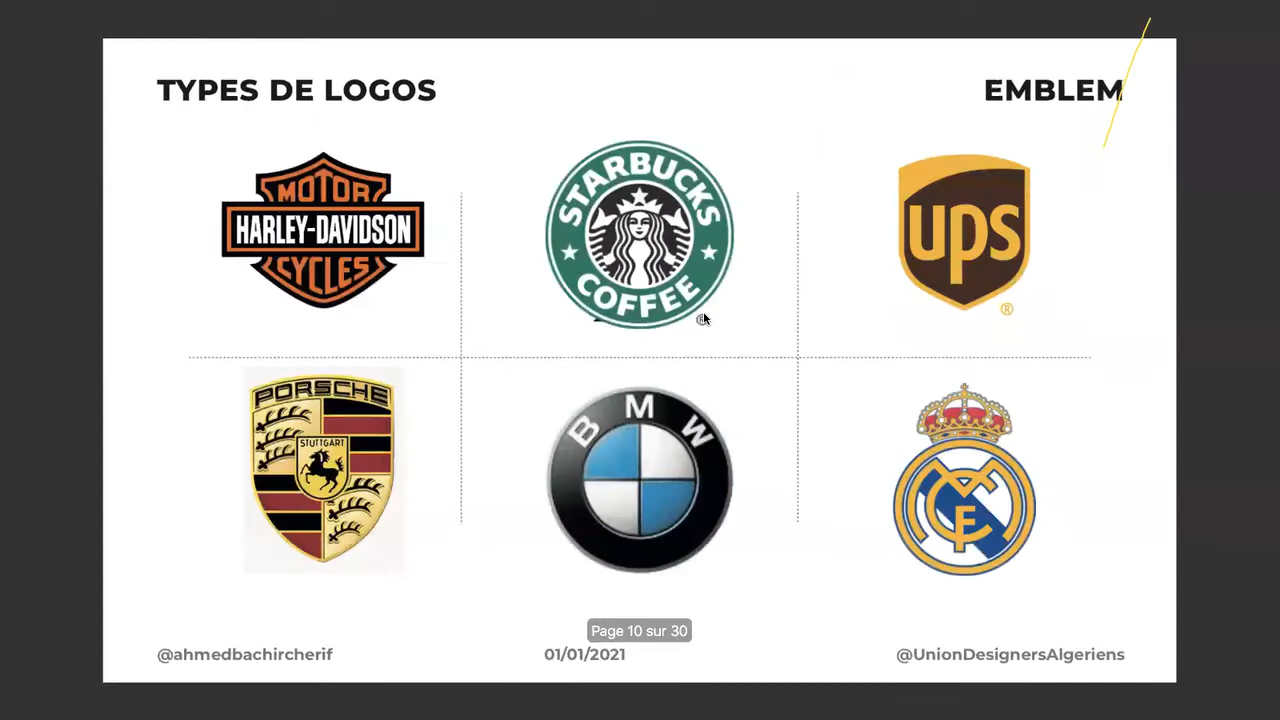 TYPES DE LOGOS
EMBLEM
MOTOR
HARLEY-DAVIDSON
CYCLES
STARBUCKS
COFFEE
ups
®
PORSCHE
STUTTGART
BMW
Page 10 sur 30
@ahmedbachircherif
01/01/2021
@UnionDesignersAlgeriens